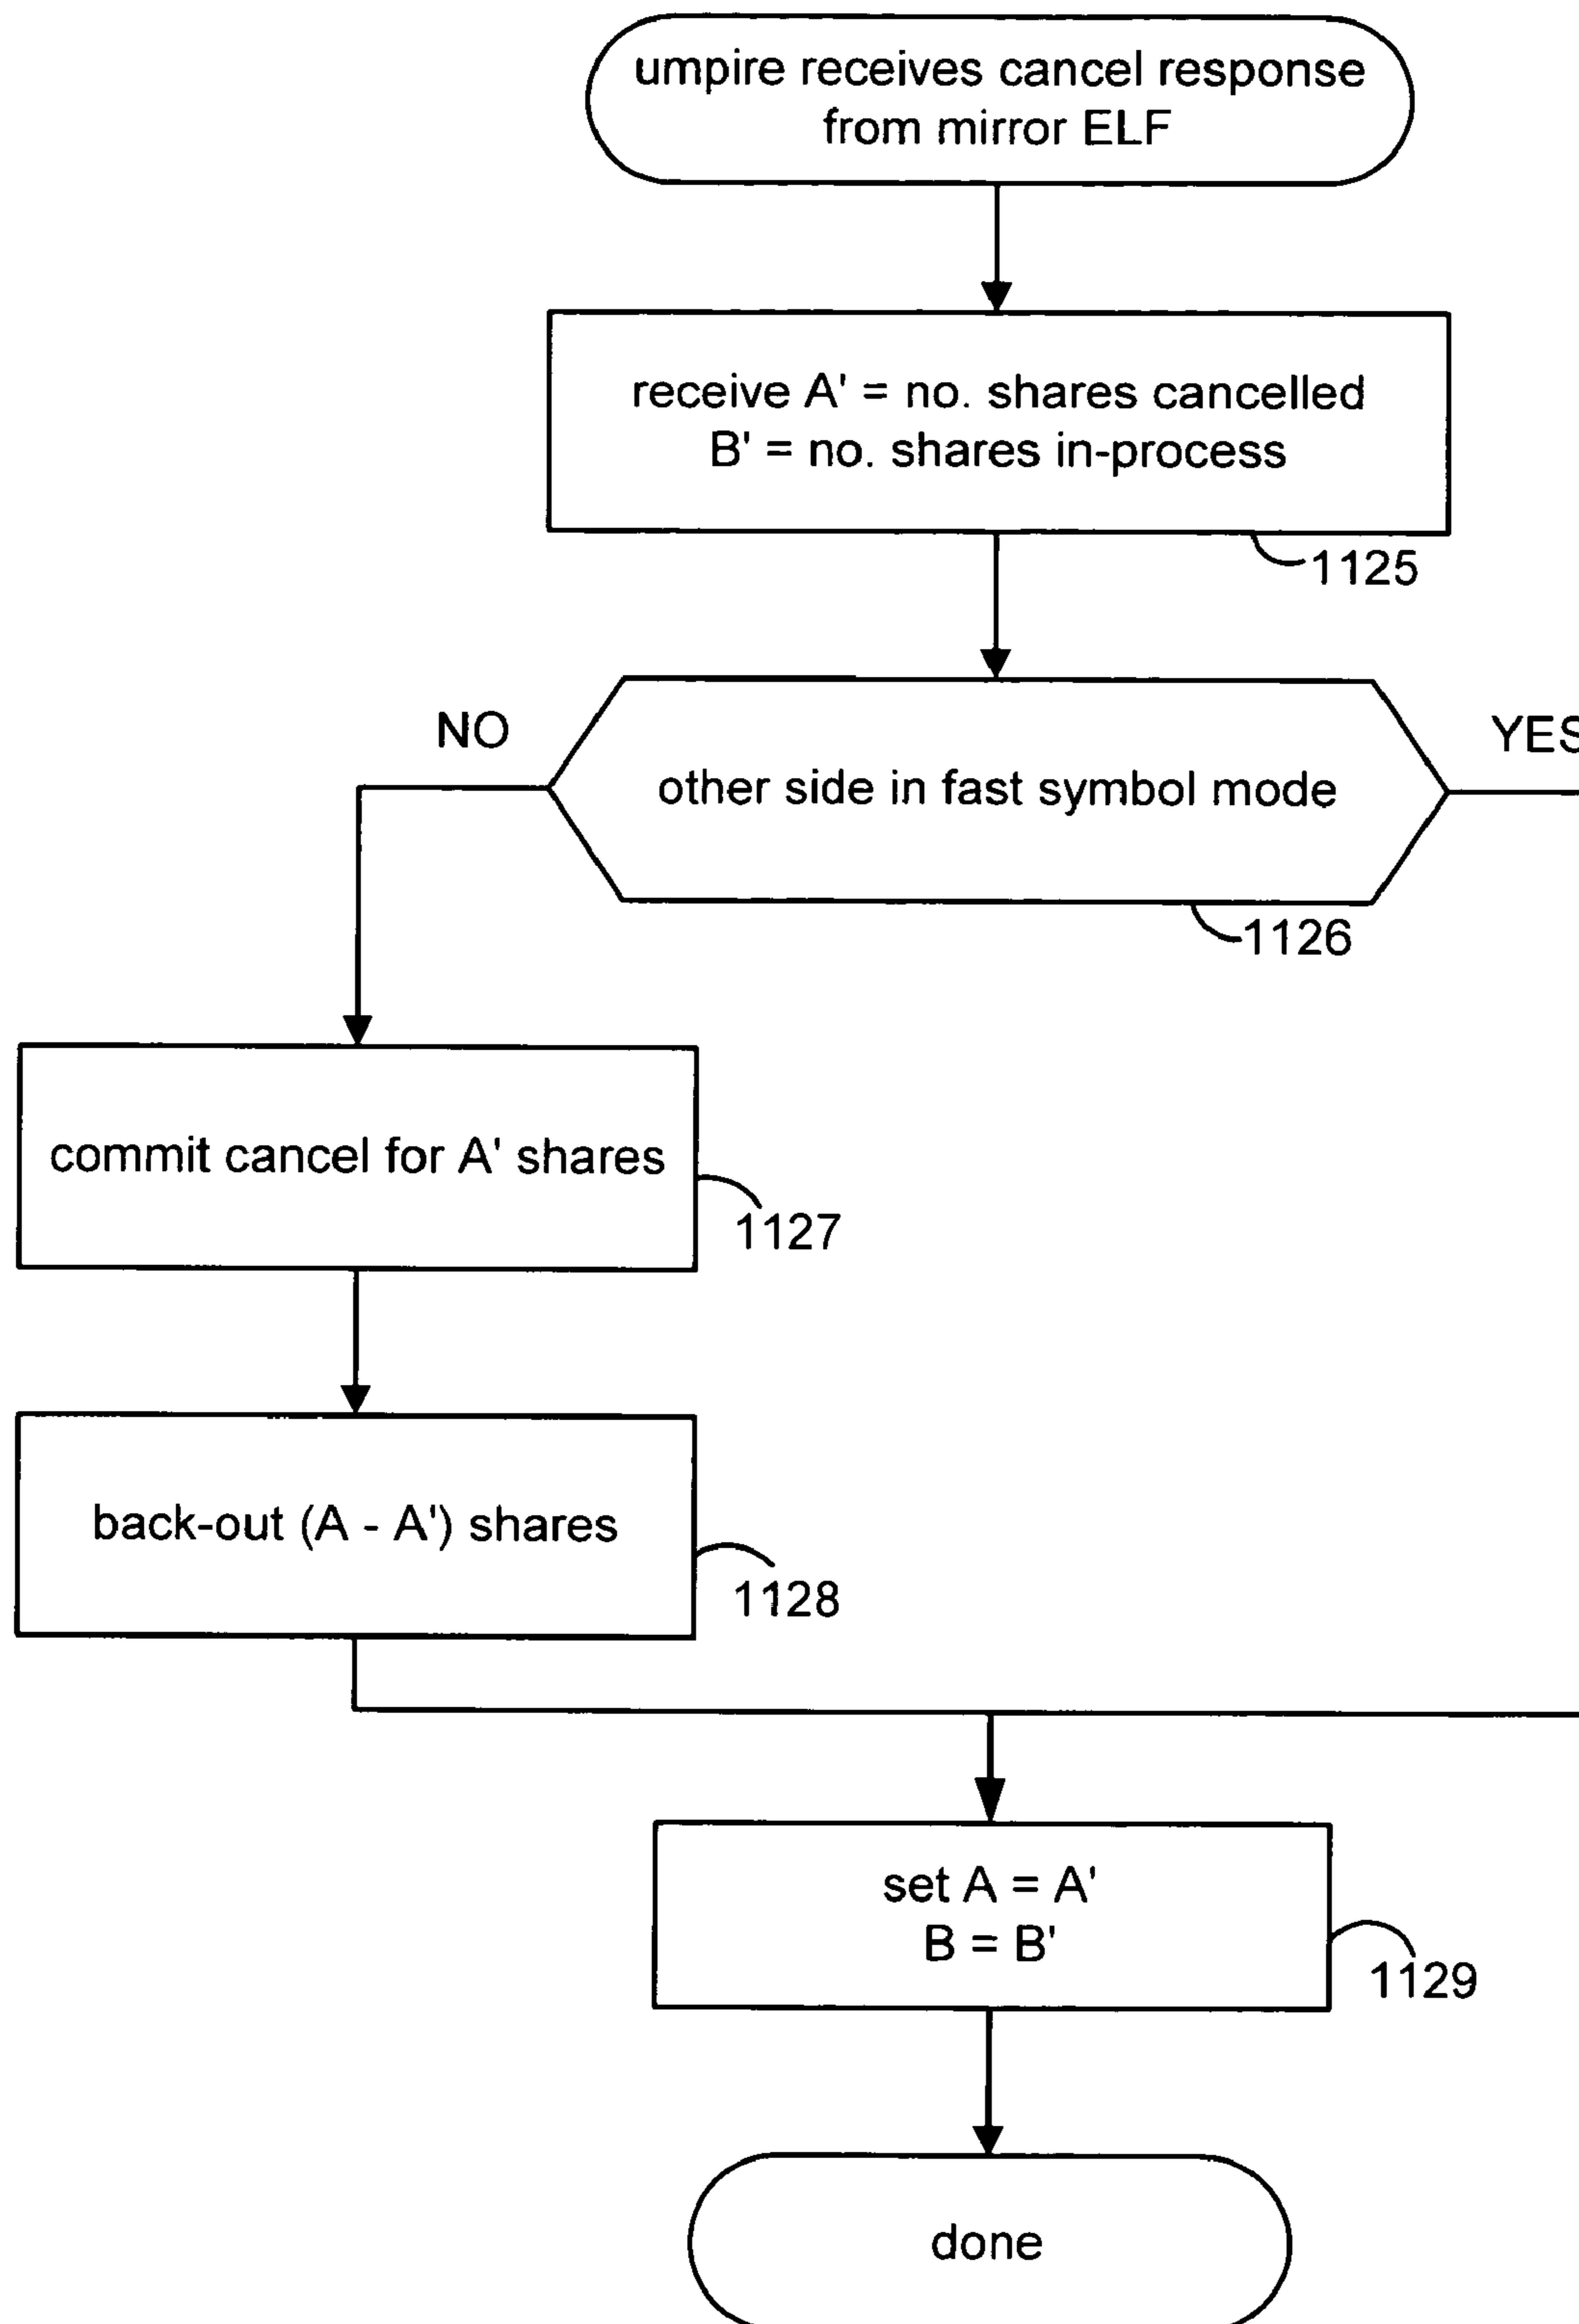 umpire receives cancel response
from mirror ELF
receive A' = no. shares cancelled
B' = no. shares in-process
1125
NO
YES
other side in fast symbol mode
1126
commit cancel for A' shares
1127
back-out (A - A') shares
1128
set A = A'
B = B'
1129
done